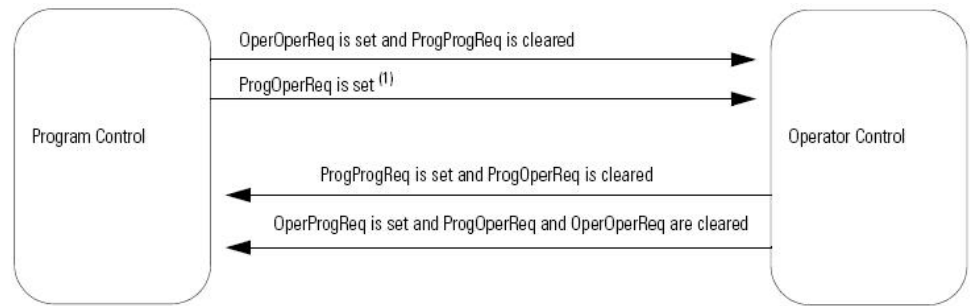 OperOperReq is set and ProgProgReq is cleared
ProgOperReq is set (1)
Program Control
Operator Control
ProgProgReq is set and ProgOperReq is cleared
OperProgReq is set and ProgOperReq and OperOperReq are cleared